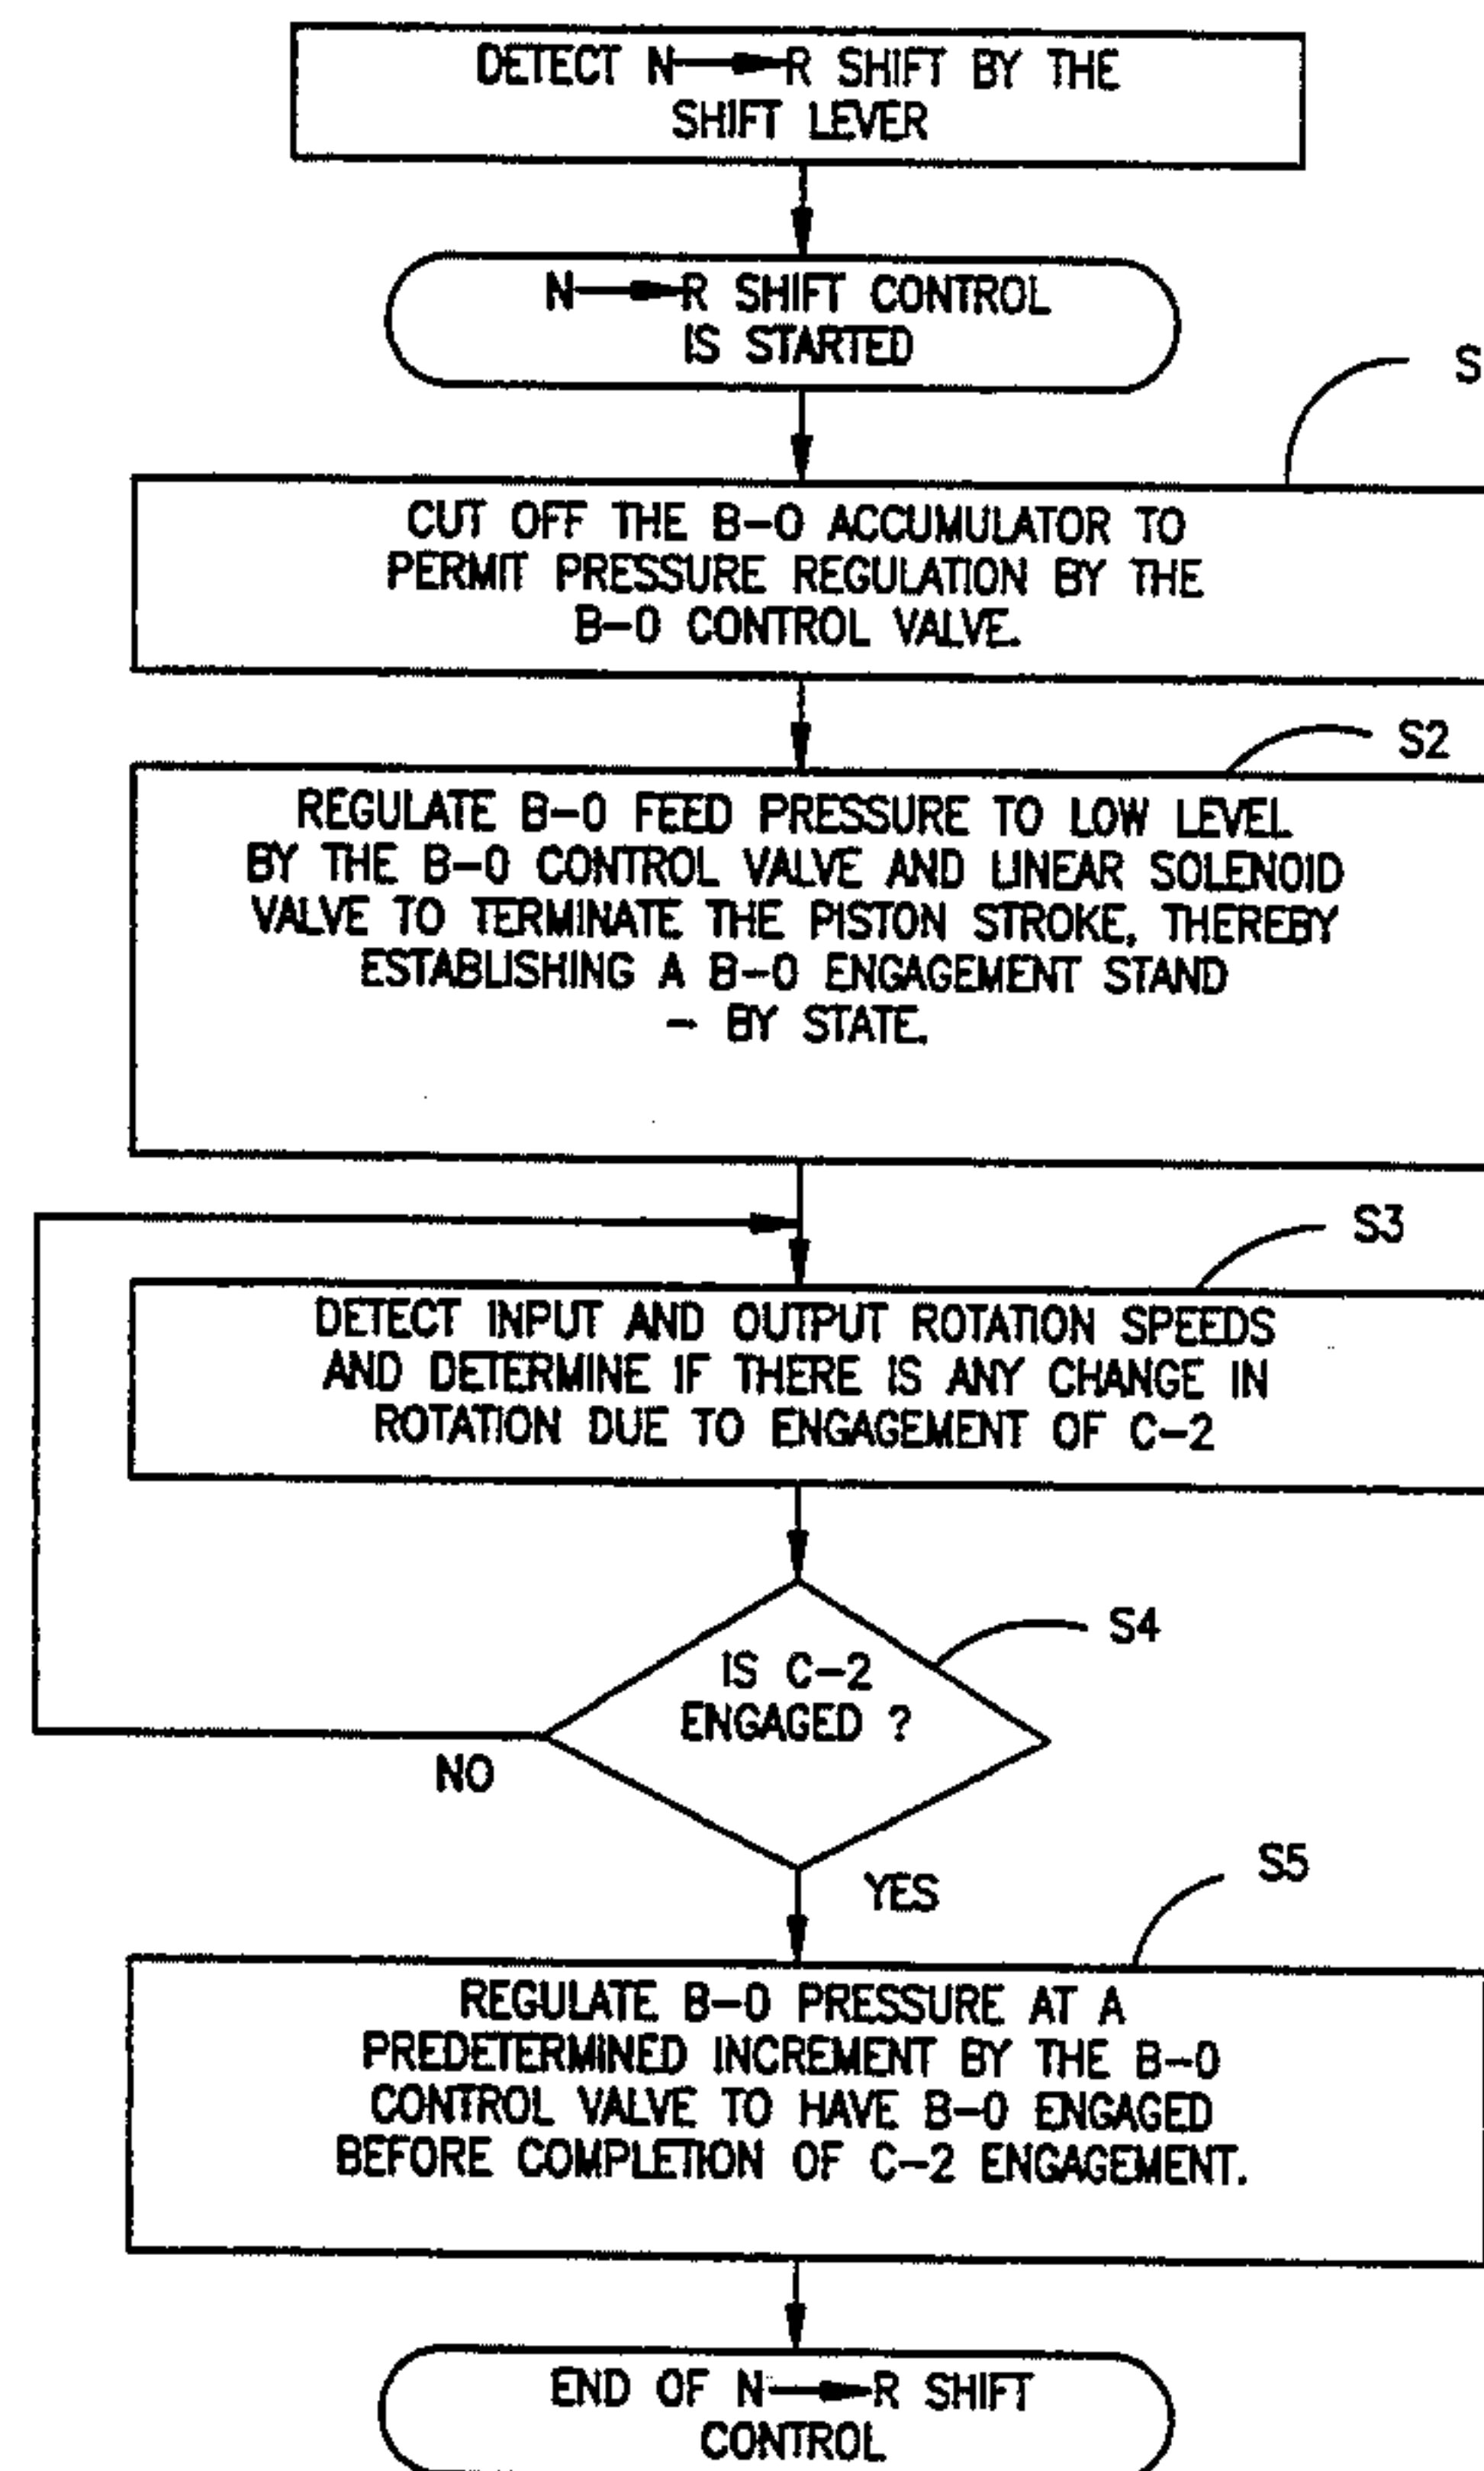 DETECT N→R SHIFT BY THE
SHIFT LEVER
N→R SHIFT CONTROL
IS STARTED
S
CUT OFF THE B-0 ACCUMULATOR TO
PERMIT PRESSURE REGULATION BY THE
B-0 CONTROL VALVE.
S2
REGULATE B-0 FEED PRESSURE TO LOW LEVEL
BY THE B-0 CONTROL VALVE AND LINEAR SOLENOID
VALVE TO TERMINATE THE PISTON STROKE, THEREBY
ESTABLISHING A B-0 ENGAGEMENT STAND
- BY STATE.
S3
DETECT INPUT AND OUTPUT ROTATION SPEEDS
AND DETERMINE IF THERE IS ANY CHANGE IN
ROTATION DUE TO ENGAGEMENT OF C-2
S4
IS C-2
ENGAGED ?
NO
YES
S5
REGULATE B-0 PRESSURE AT A
PREDETERMINED INCREMENT BY THE B-0
CONTROL VALVE TO HAVE B-0 ENGAGED
BEFORE COMPLETION OF C-2 ENGAGEMENT.
END OF N→R SHIFT
CONTROL